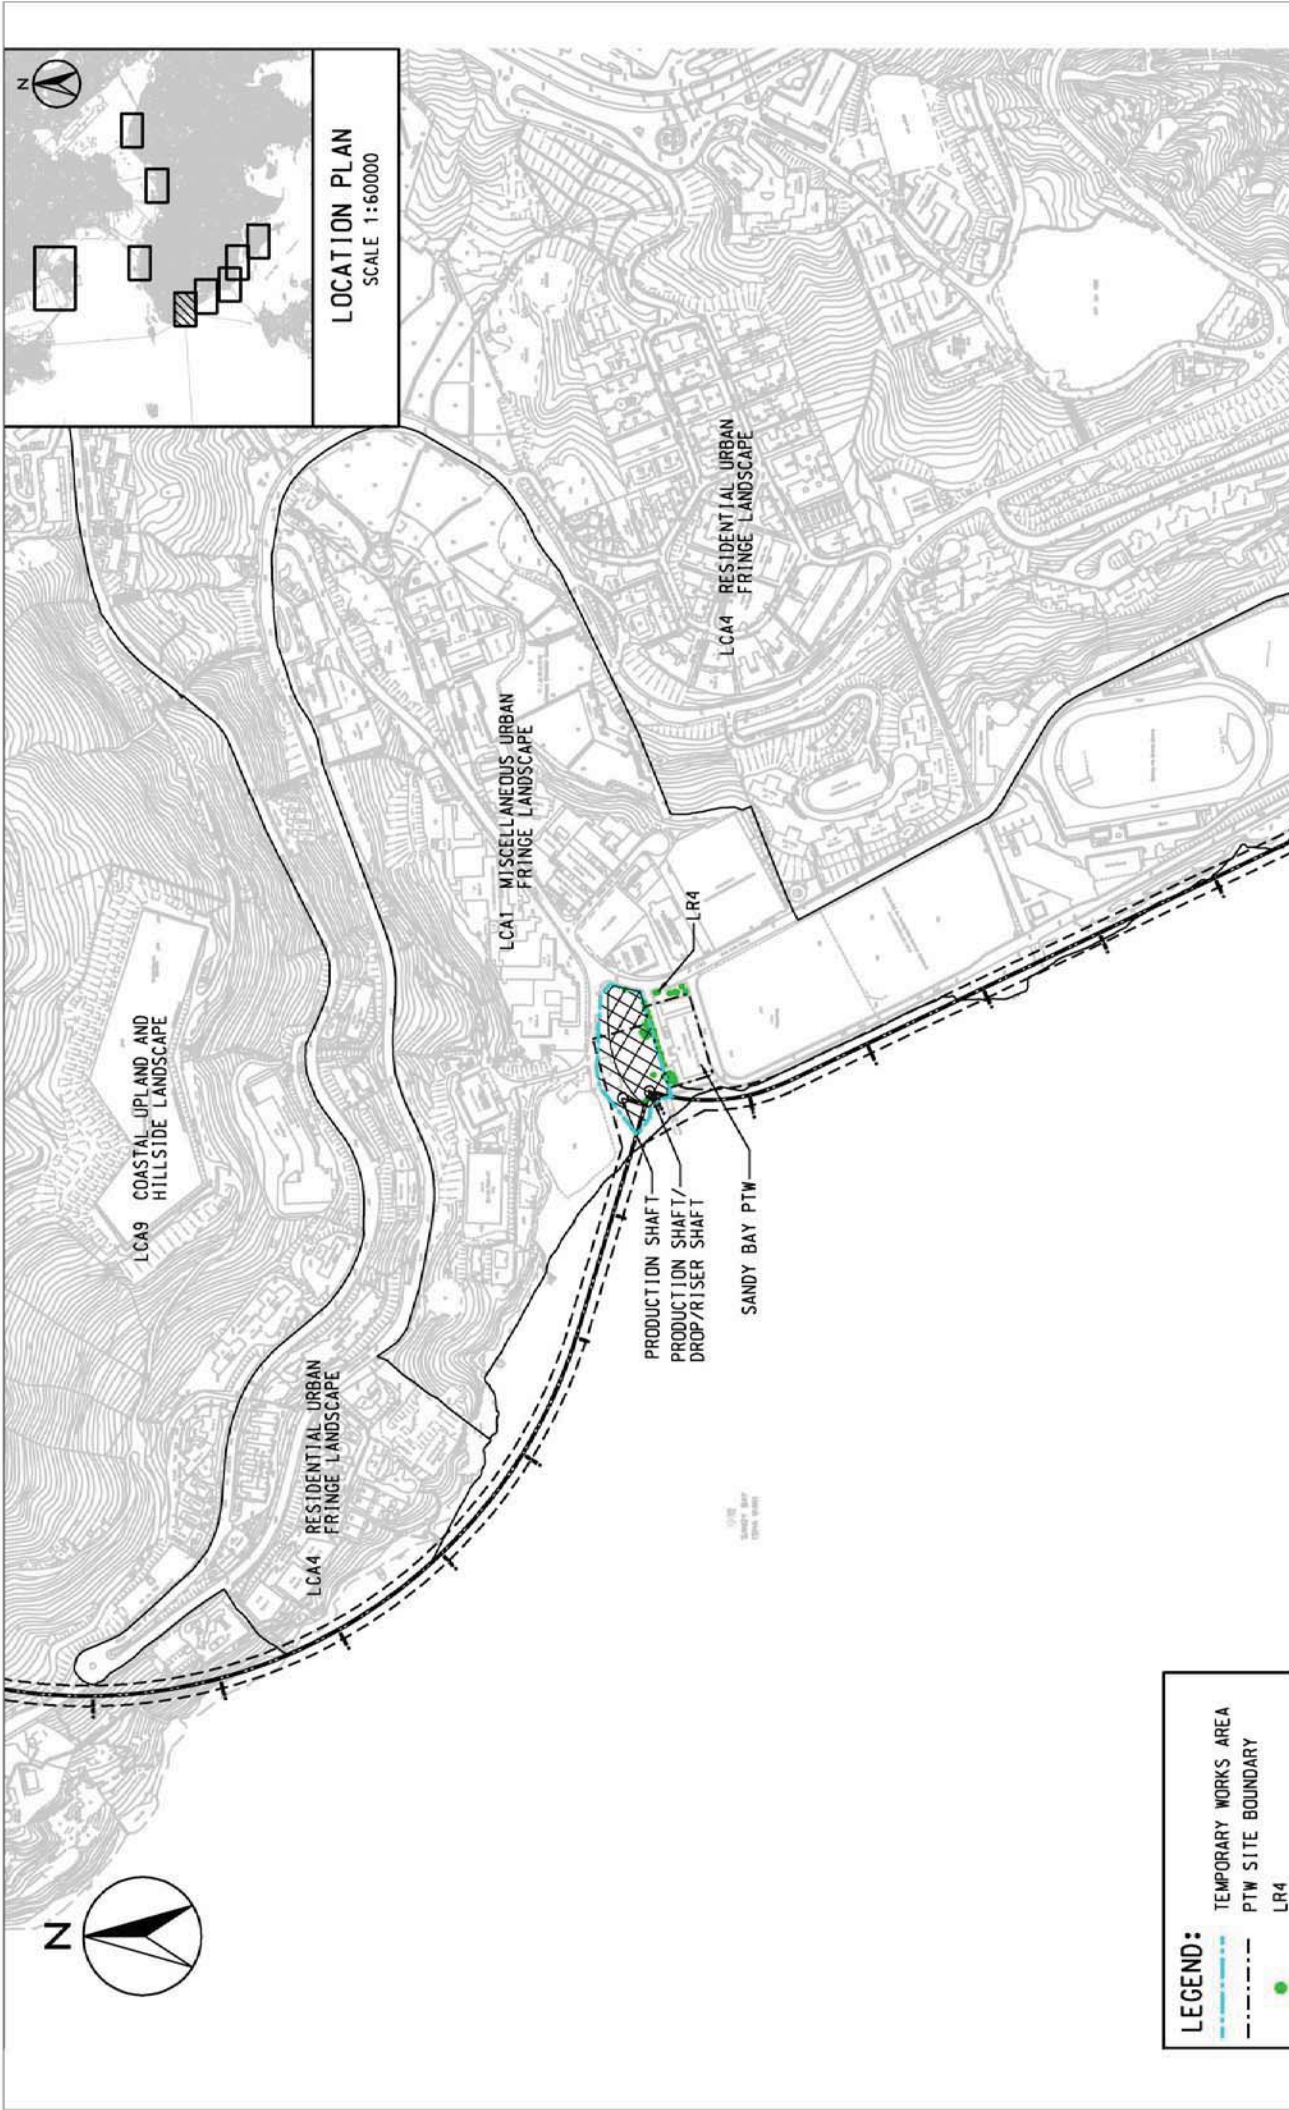 N
LOCATION PLAN
SCALE 1:60000
LCA9 COASTAL UPLAND AND
HILLSIDE LANDSCAPE
LCA4 RESIDENTIAL URBAN
FRINGE LANDSCAPE
LCA1 MISCELLANEOUS URBAN
FRINGE LANDSCAPE
LCA4 RESIDENTIAL URBAN
FRINGE LANDSCAPE
LR4
PRODUCTION SHAFT
PRODUCTION SHAFT/
DROP/RISER SHAFT
SANDY BAY PTW
SANDY BAY
N
LEGEND:
TEMPORARY WORKS AREA
PTW SITE BOUNDARY
LR4